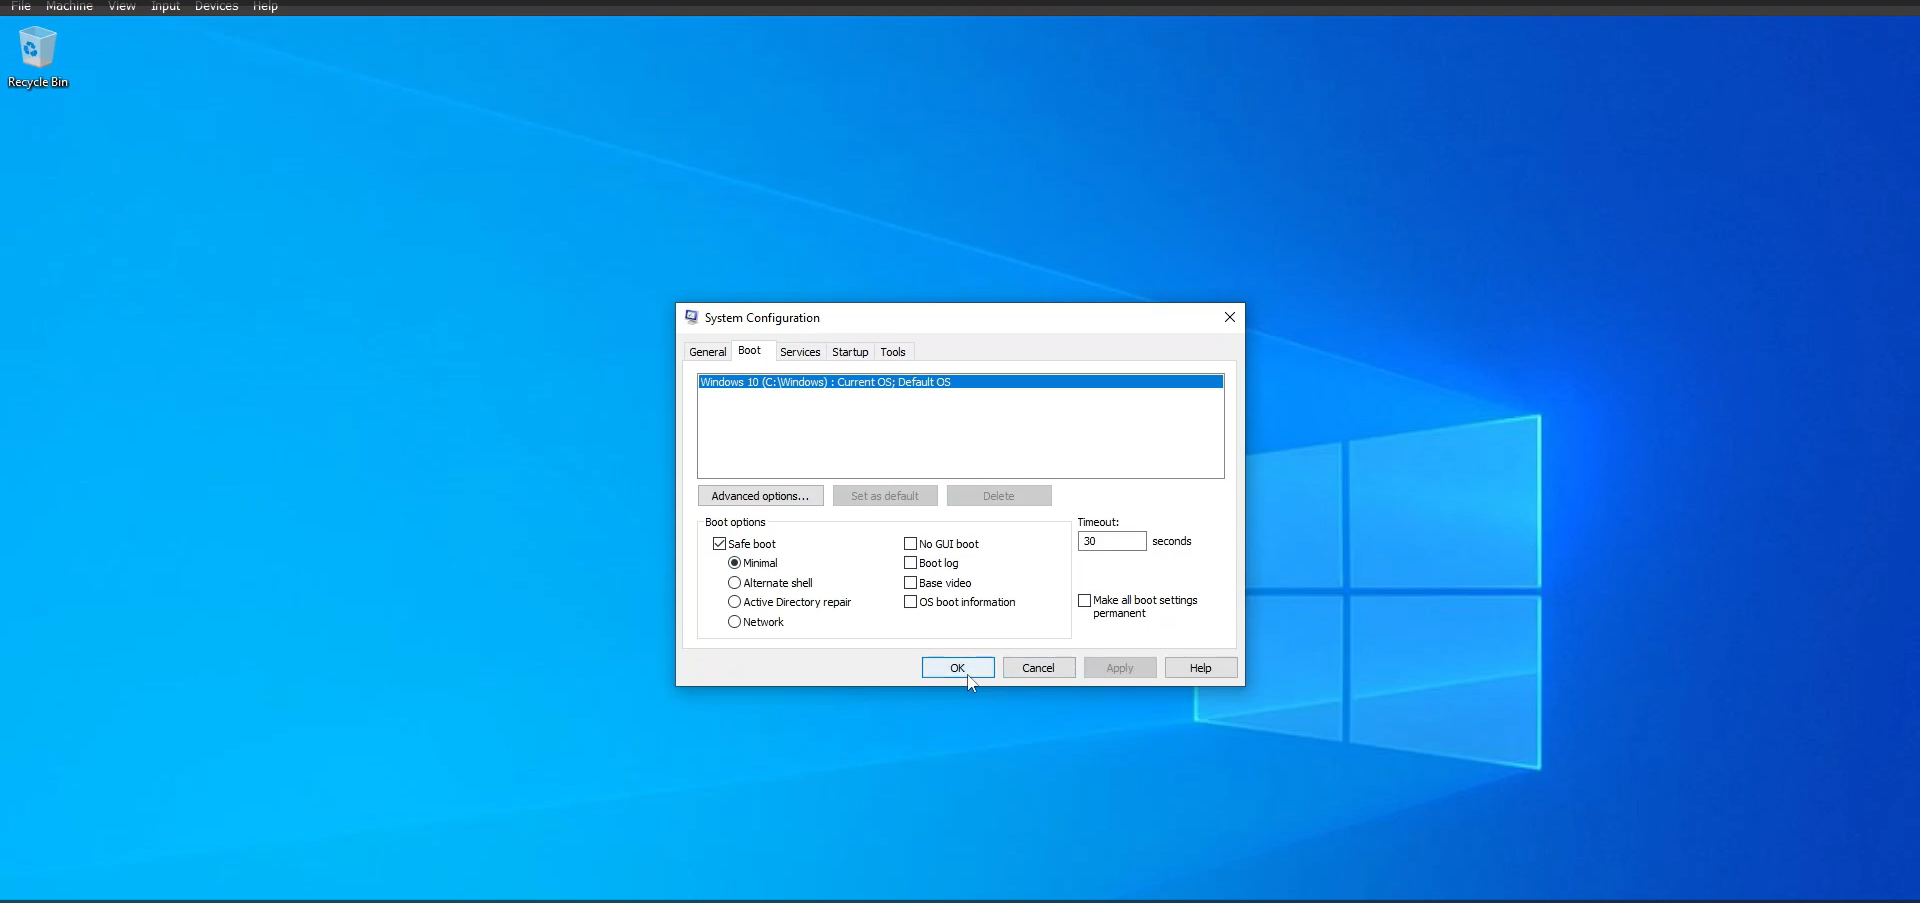 File Machine View Input Devices Help
Recycle Bin
System Configuration
General Boot Services Startup Tools
Windows 10 (C:\Windows) : Current OS; Default OS
Advanced options... Set as default Delete
Boot options
Timeout:
Safe boot No GUI boot
30 seconds
Minimal Boot log
Alternate shell Base video
Active Directory repair OS boot information
Make all boot settings
permanent
Network
OK Cancel Apply Help